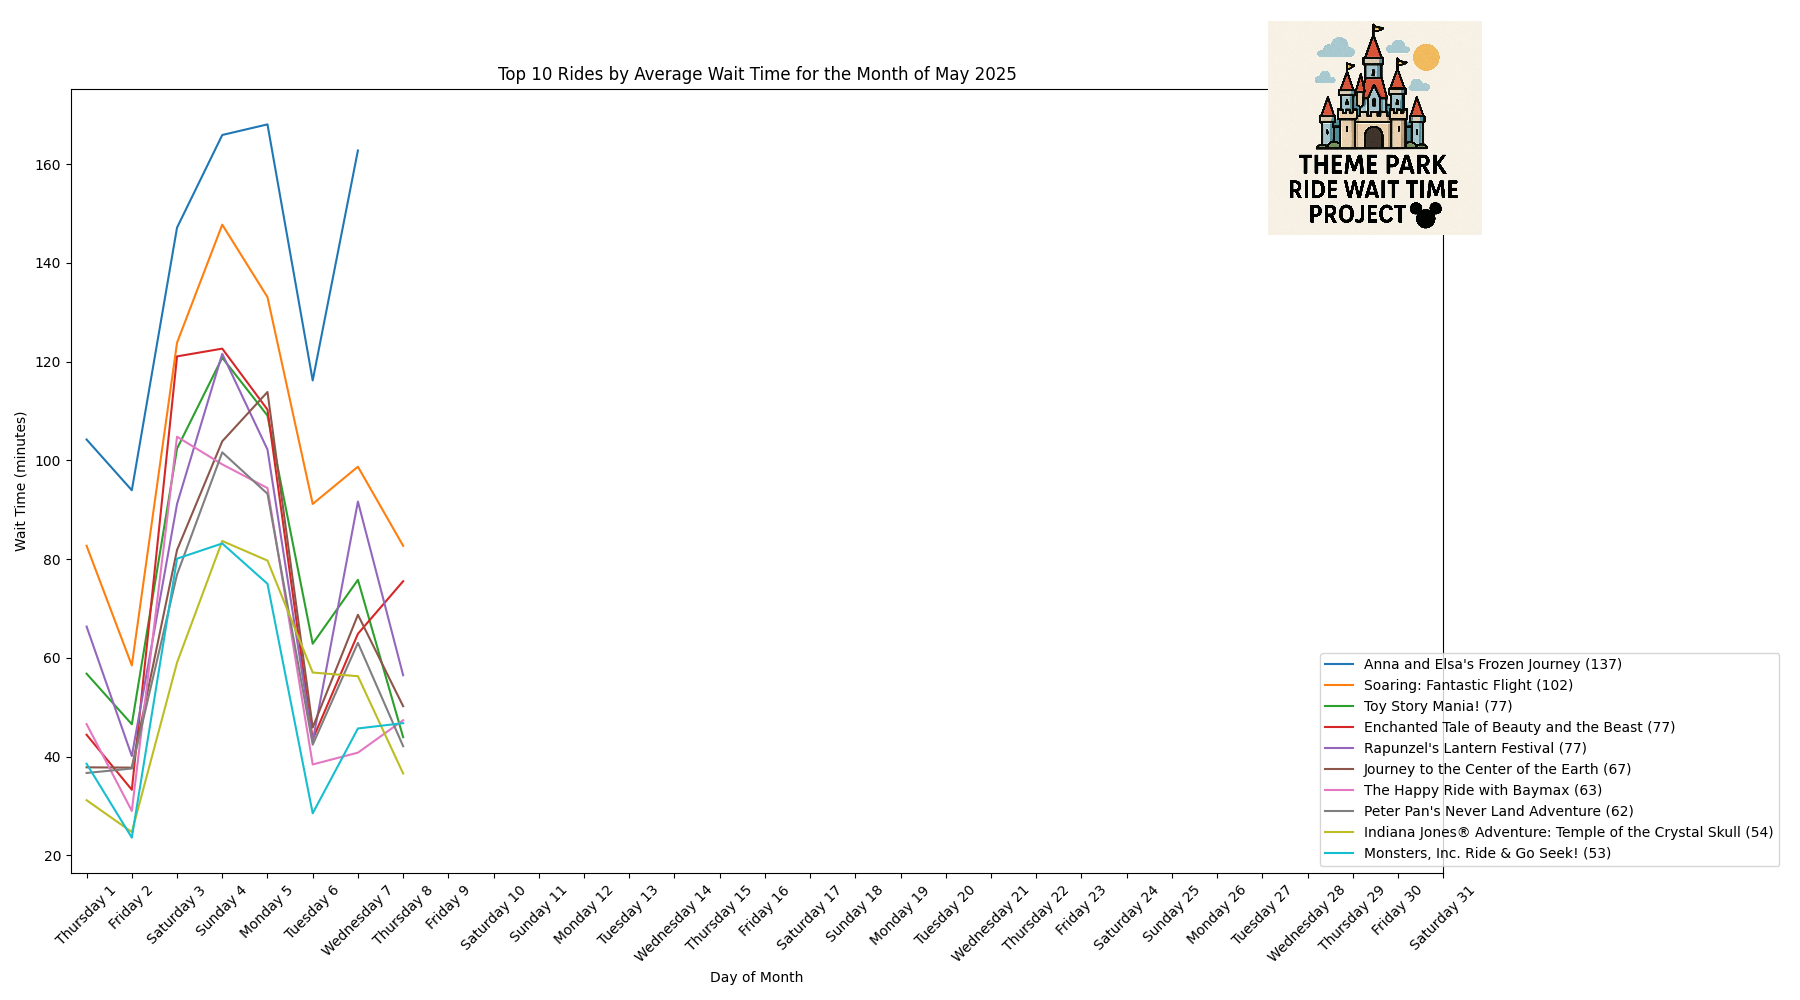 Top 10 Rides by Average Wait Time for the Month of May 2025
THEME PARK
RIDE WAIT TIME
PROJECT
Wait Time (minutes)
160
140
120
100
80
60
40
20
Anna and Elsa's Frozen Journey (137)
Soaring: Fantastic Flight (102)
Toy Story Mania! (77)
Enchanted Tale of Beauty and the Beast (77)
Rapunzel's Lantern Festival (77)
Journey to the Center of the Earth (67)
The Happy Ride with Baymax (63)
Peter Pan's Never Land Adventure (62)
Indiana Jones® Adventure: Temple of the Crystal Skull (54)
Monsters, Inc. Ride & Go Seek! (53)
Thursday 1
Friday 2
Saturday 3
Sunday 4
Monday 5
Tuesday 6
Wednesday 7
Thursday 8
Friday 9
Saturday 10
Sunday 11
Monday 12
Tuesday 13
Wednesday 14
Thursday 15
Friday 16
Saturday 17
Sunday 18
Monday 19
Tuesday 20
Wednesday 21
Thursday 22
Friday 23
Saturday 24
Sunday 25
Monday 26
Tuesday 27
Wednesday 28
Thursday 29
Friday 30
Saturday 31
Day of Month